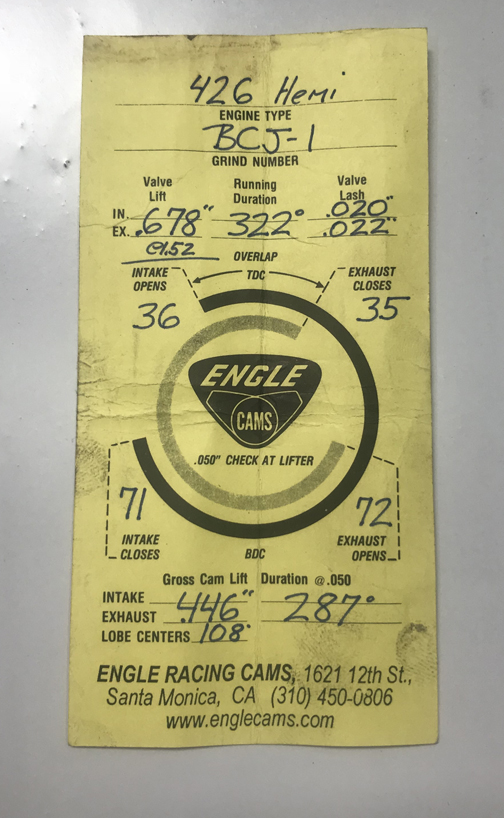 426 Hemi
ENGINE TYPE
BCJ-1
GRIND NUMBER
Valve Lift Running Duration Valve Lash
IN. .678" 322° .020"
EX. .022"
@1.52
OVERLAP
TDC
INTAKE OPENS EXHAUST CLOSES
36 35
ENGLE
CAMS
.050" CHECK AT LIFTER
71 72
INTAKE CLOSES BDC EXHAUST OPENS
Gross Cam Lift Duration @ .050
INTAKE
EXHAUST .446" 287°
LOBE CENTERS 108°
ENGLE RACING CAMS, 1621 12th St.,
Santa Monica, CA (310) 450-0806
www.englecams.com